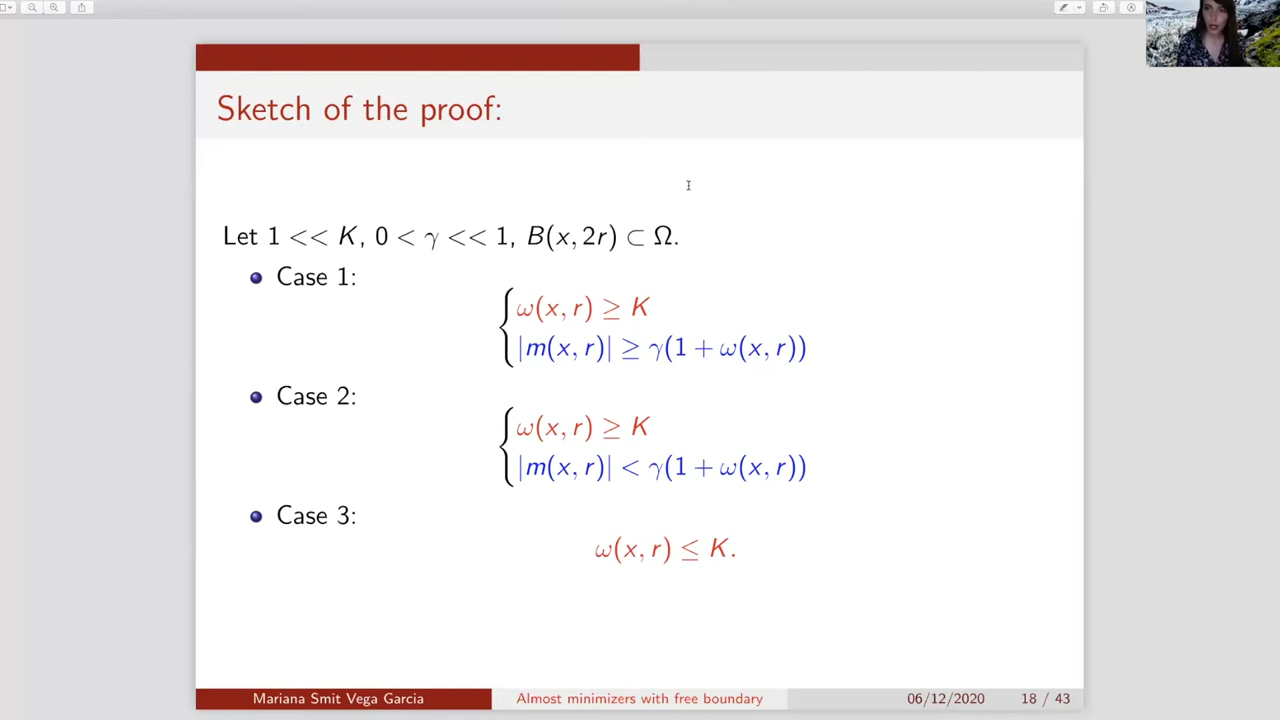 Sketch of the proof:
Let 1 << K, 0 < γ << 1, B(x, 2r) ⊂ Ω.
Case 1:
ω(x, r) ≥ K
|m(x, r)| ≥ γ(1 + ω(x, r))
Case 2:
ω(x, r) ≥ K
|m(x, r)| < γ(1 + ω(x, r))
Case 3:
ω(x, r) ≤ K.
Mariana Smit Vega Garcia Almost minimizers with free boundary 06/12/2020 18 / 43